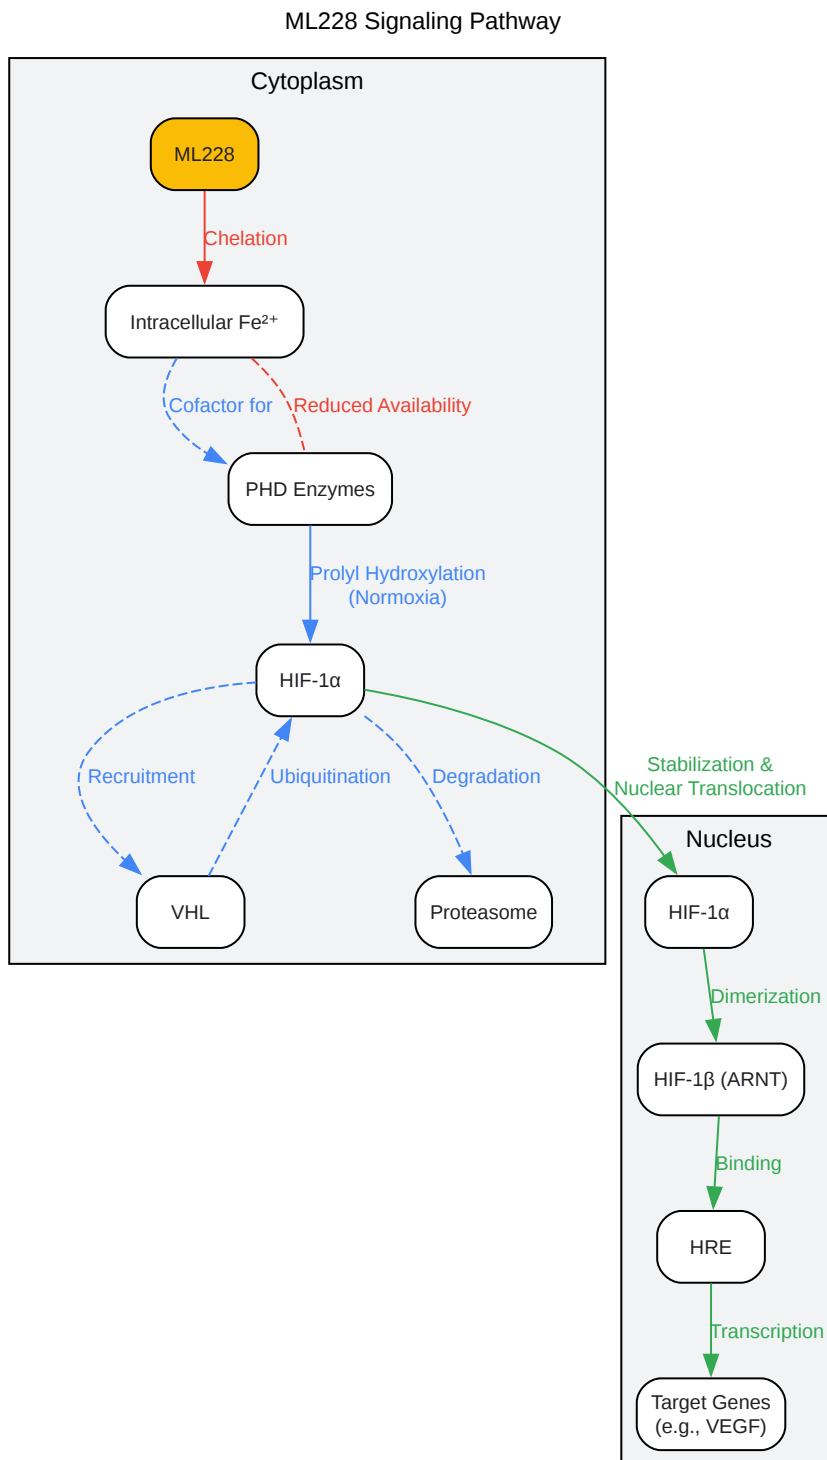 ML228 Signaling Pathway
Cytoplasm
ML228
Chelation
Intracellular Fe²⁺
Cofactor for
Reduced Availability
PHD Enzymes
Prolyl Hydroxylation
(Normoxia)
HIF-1α
Recruitment
Ubiquitination
Degradation
Stabilization &
Nuclear Translocation
VHL
Proteasome
Nucleus
HIF-1α
Dimerization
HIF-1β (ARNT)
Binding
HRE
Transcription
Target Genes
(e.g., VEGF)